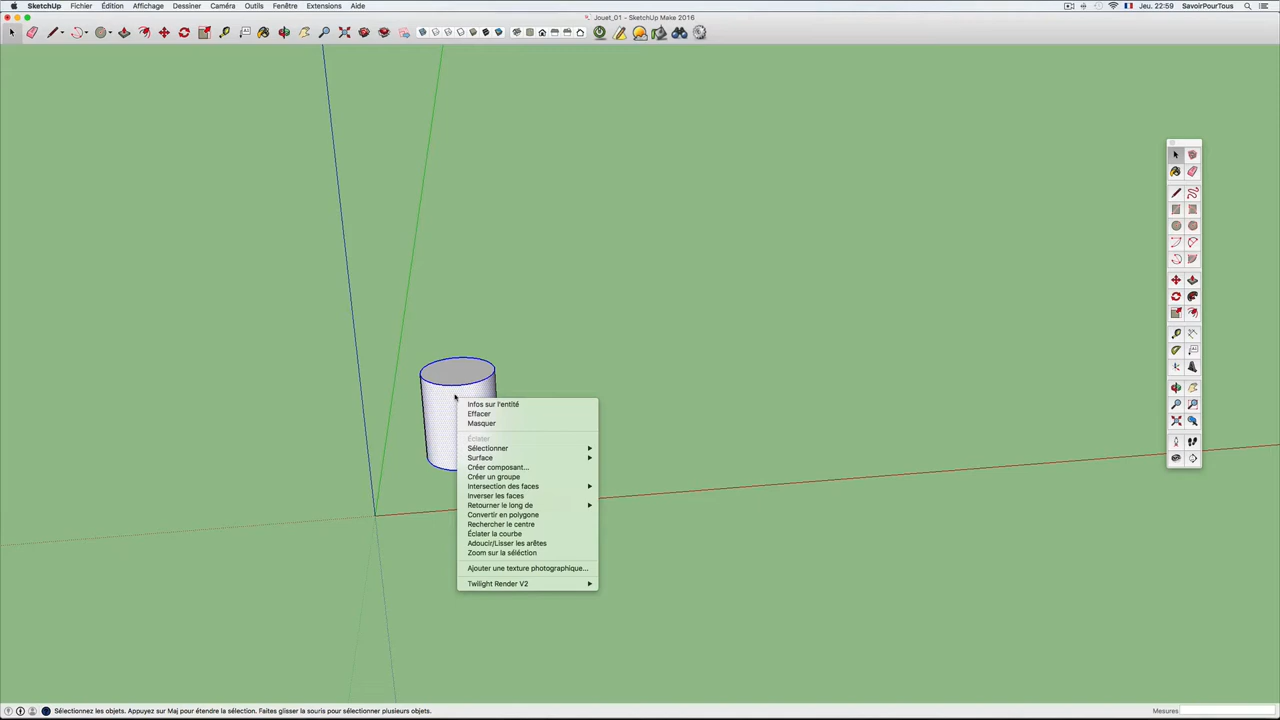 SketchUp Fichier Édition Affichage Dessiner Caméra Outils Fenêtre Extensions Aide Jeu. 22:59 SavoirPourTous
Jouet_01 - SketchUp Make 2016
Infos sur l'entité
Effacer
Masquer
Éclater
Sélectionner
Surface
Créer composant...
Créer un groupe
Intersection des faces
Inverser les faces
Retourner le long de
Convertir en polygone
Rechercher le centre
Éclater la courbe
Adoucir/Lisser les arêtes
Zoom sur la séléction
Ajouter une texture photographique...
Twilight Render V2
Sélectionnez les objets. Appuyez sur Maj pour étendre la sélection. Faites glisser la souris pour sélectionner plusieurs objets. Mesures